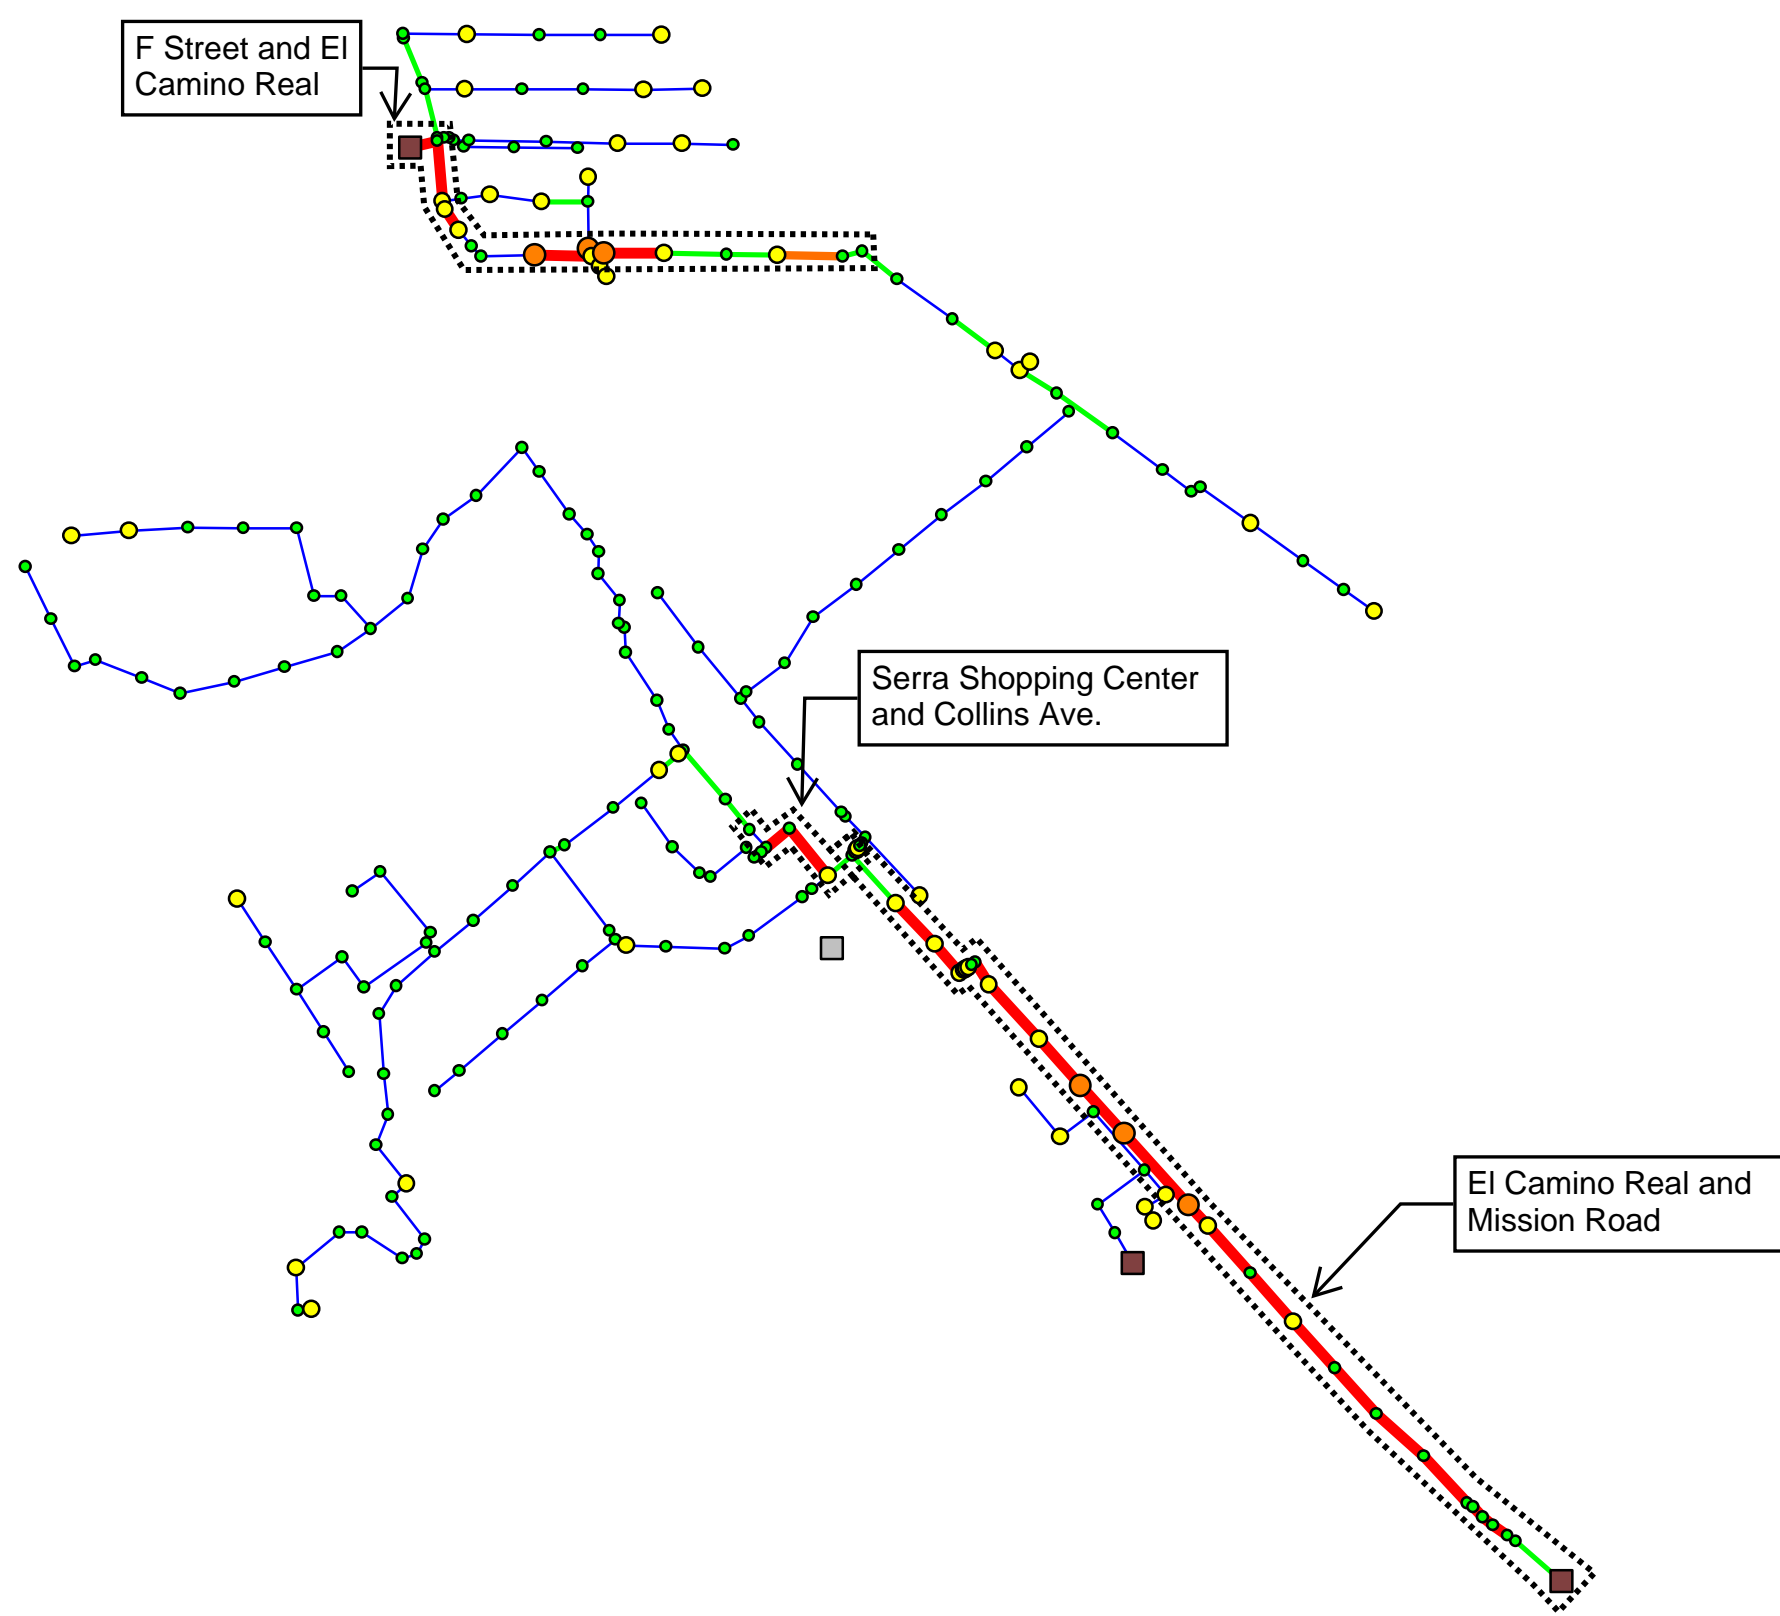 F Street and El
Camino Real
Serra Shopping Center
and Collins Ave.
El Camino Real and
Mission Road